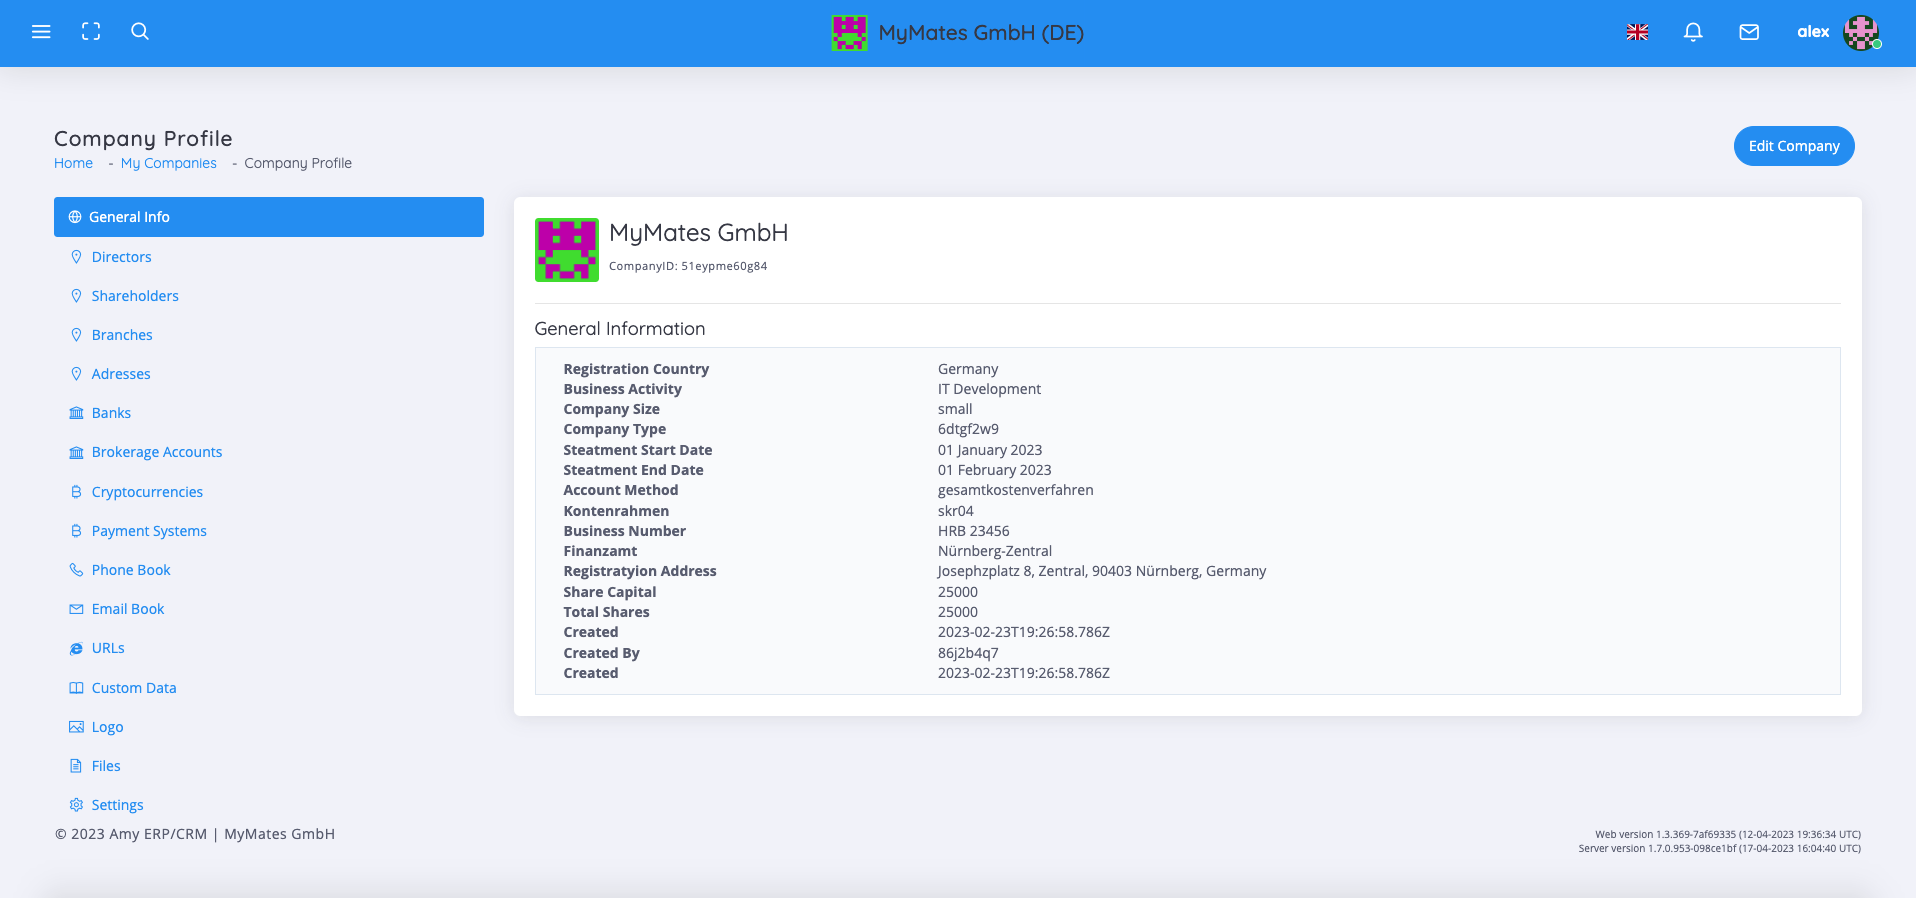 MyMates GmbH (DE)
alex
Company Profile
Home - My Companies - Company Profile
Edit Company
General Info
Directors
Shareholders
Branches
Adresses
Banks
Brokerage Accounts
Cryptocurrencies
Payment Systems
Phone Book
Email Book
URLs
Custom Data
Logo
Files
Settings
MyMates GmbH
CompanyID: 51eypme60g84
General Information
Registration Country Germany
Business Activity IT Development
Company Size small
Company Type 6dtgf2w9
Steatment Start Date 01 January 2023
Steatment End Date 01 February 2023
Account Method gesamtkostenverfahren
Kontenrahmen skr04
Business Number HRB 23456
Finanzamt Nürnberg-Zentral
Registratyion Address Josephzplatz 8, Zentral, 90403 Nürnberg, Germany
Share Capital 25000
Total Shares 25000
Created 2023-02-23T19:26:58.786Z
Created By 86j2b4q7
Created 2023-02-23T19:26:58.786Z
© 2023 Amy ERP/CRM | MyMates GmbH
Web version 1.3.369-7af69335 (12-04-2023 19:36:34 UTC)
Server version 1.7.0.953-098ce1bf (17-04-2023 16:04:40 UTC)